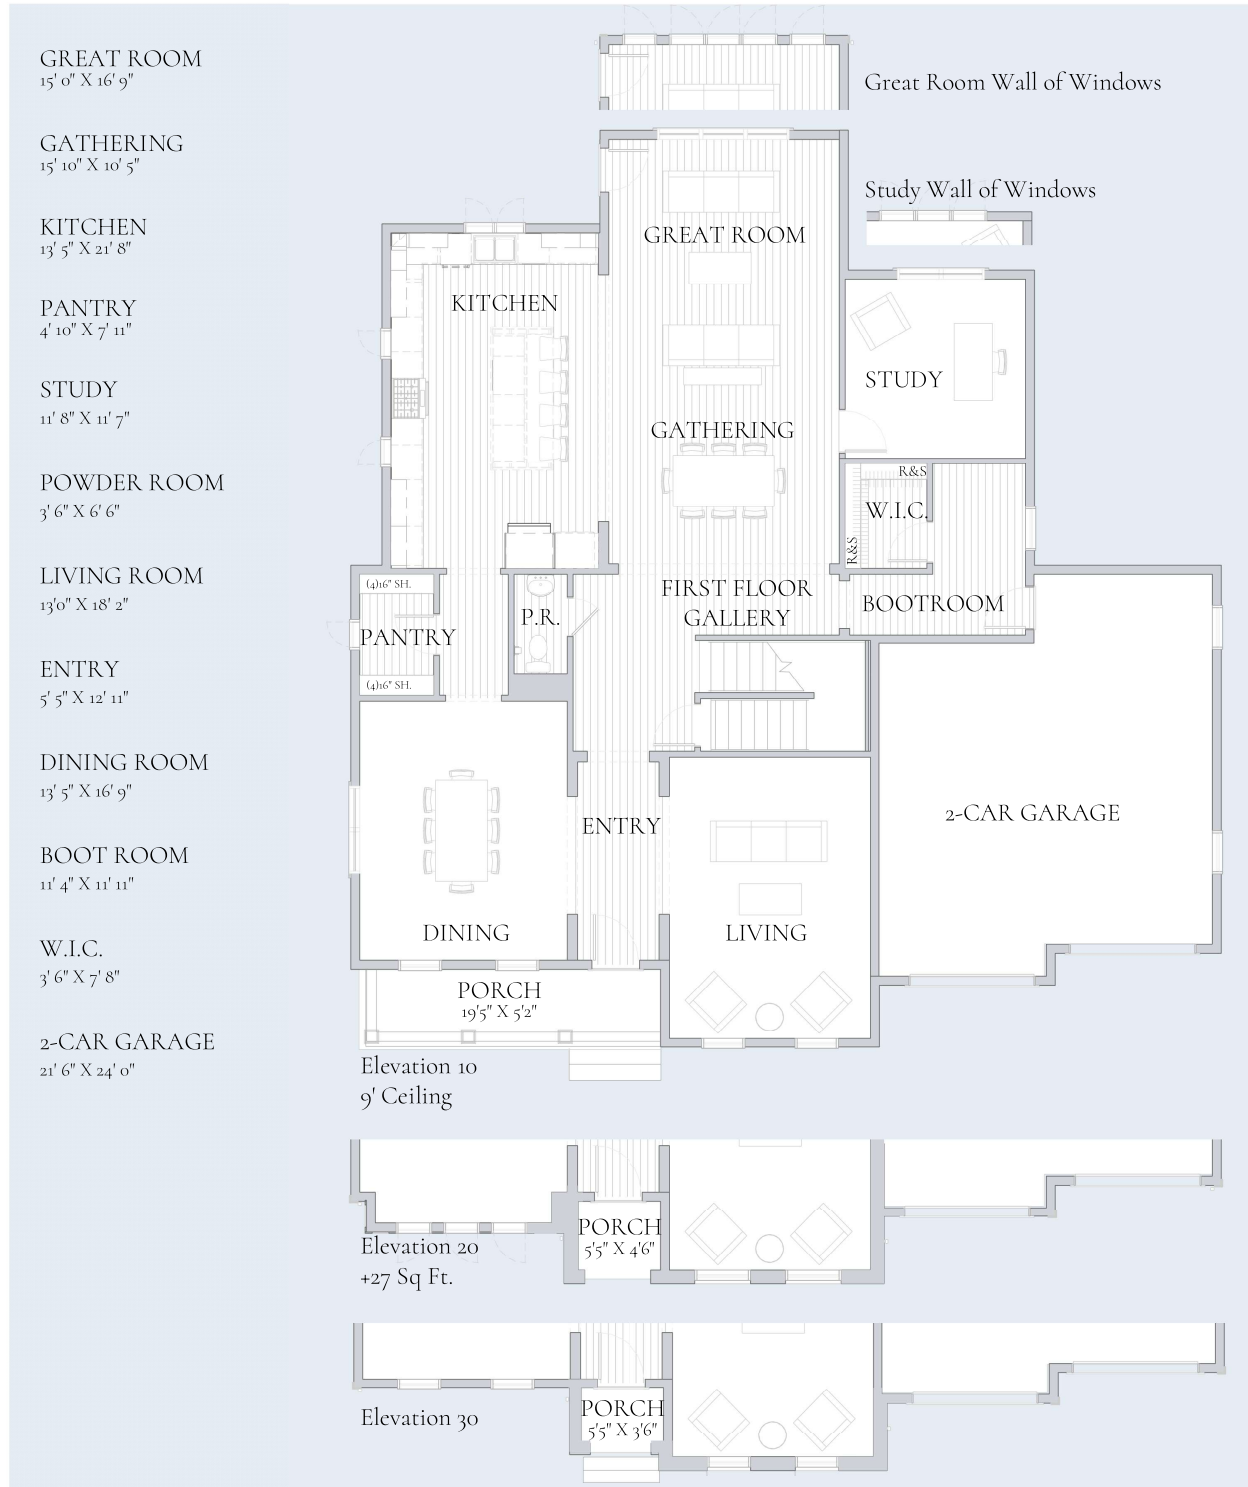 GREAT ROOM
15' 0" X 16' 9"
GATHERING
15' 10" X 10' 5"
KITCHEN
13' 5" X 21' 8"
PANTRY
4' 10" X 7' 11"
STUDY
11' 8" X 11' 7"
POWDER ROOM
3' 6" X 6' 6"
LIVING ROOM
13'0" X 18' 2"
ENTRY
5' 5" X 12' 11"
DINING ROOM
13' 5" X 16' 9"
BOOT ROOM
11' 4" X 11' 11"
W.I.C.
3' 6" X 7' 8"
2-CAR GARAGE
21' 6" X 24' 0"
Great Room Wall of Windows
Study Wall of Windows
GREAT ROOM
KITCHEN
STUDY
GATHERING
R&S
W.I.C.
R&S
(4)16" SH.
FIRST FLOOR
GALLERY
BOOTROOM
P.R.
PANTRY
(4)16" SH.
2-CAR GARAGE
ENTRY
DINING
LIVING
PORCH
19'5" X 5'2"
Elevation 10
9' Ceiling
PORCH
5'5" X 4'6"
Elevation 20
+27 Sq Ft.
PORCH
5'5" X 3'6"
Elevation 30